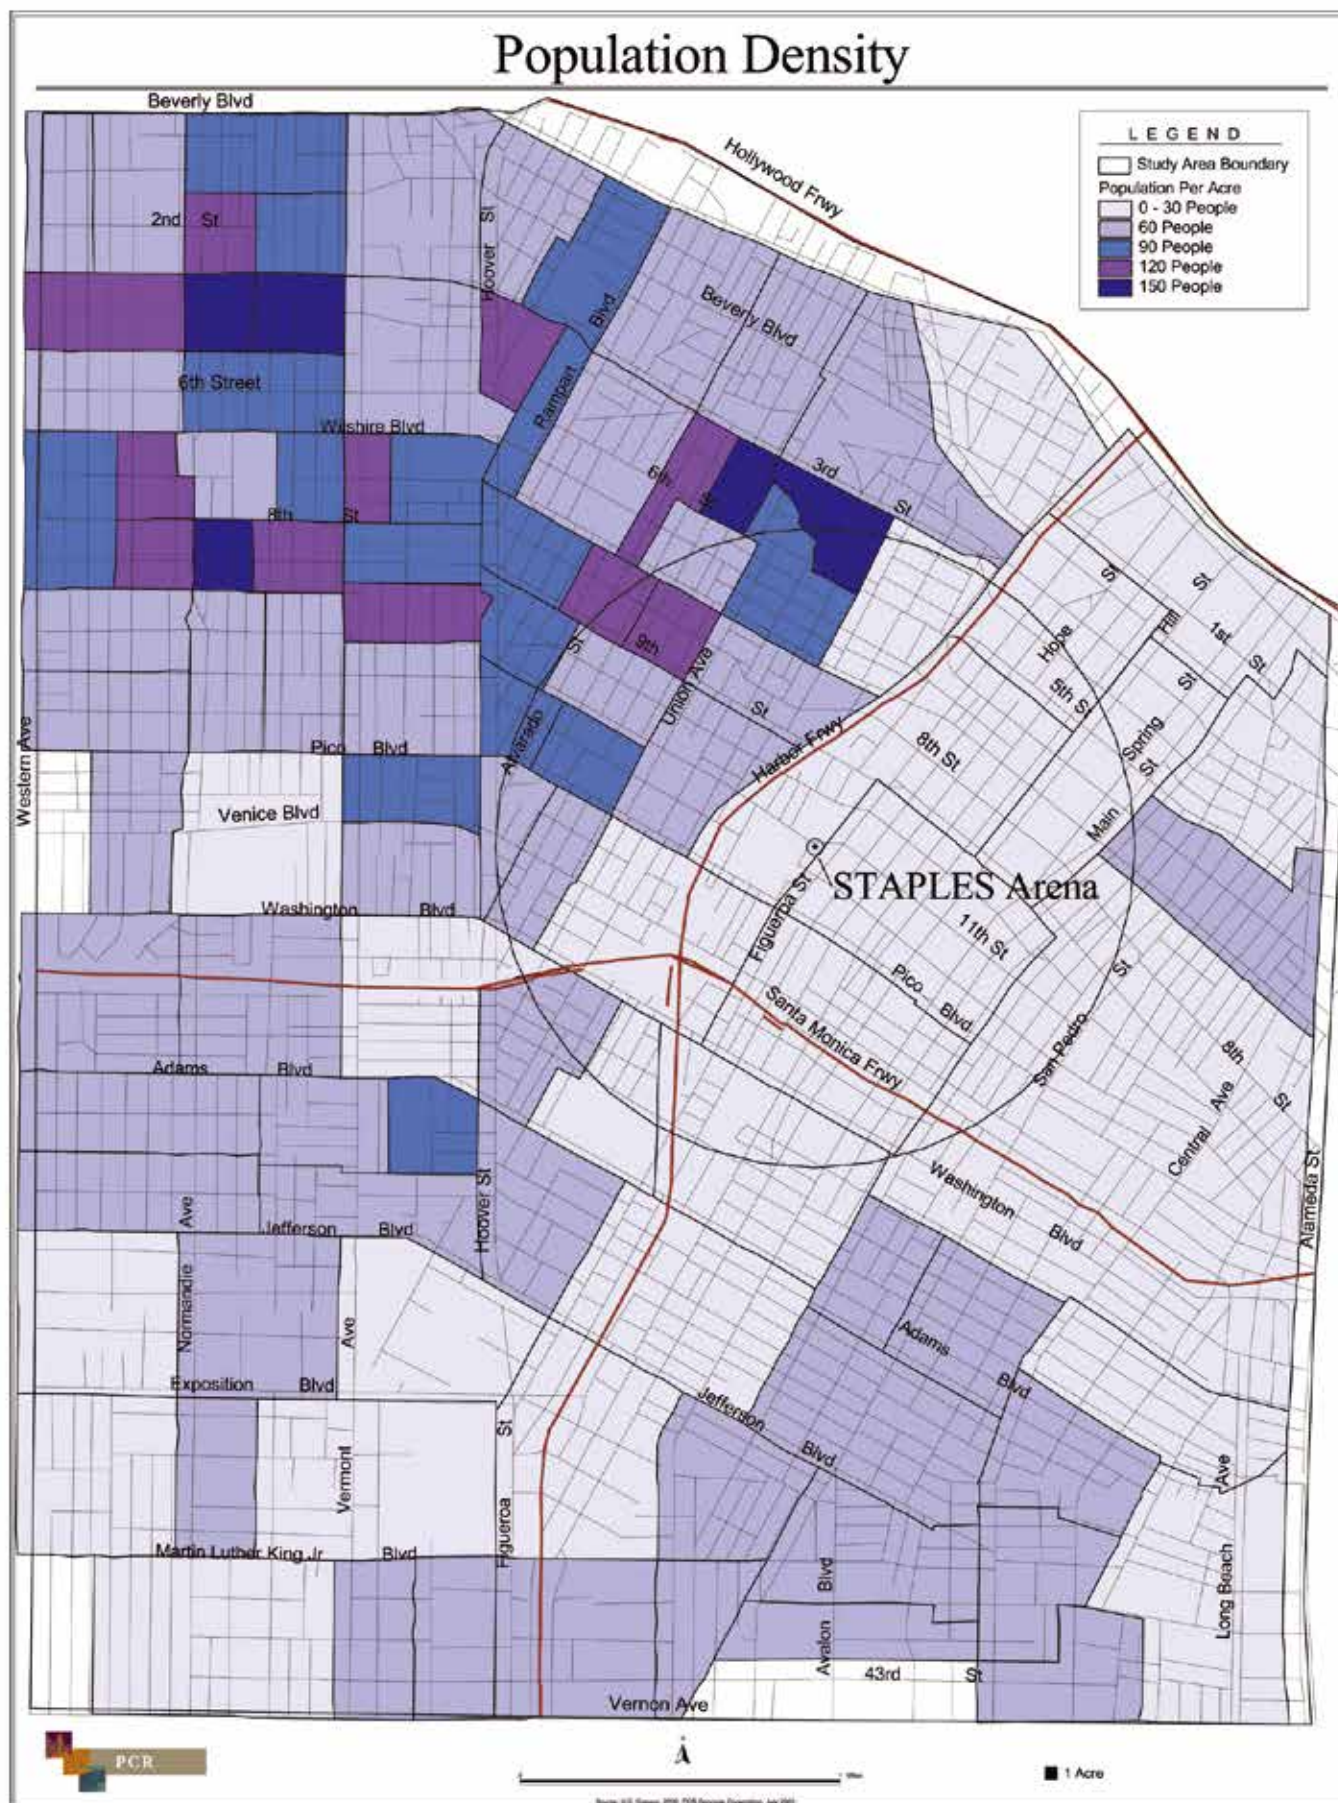 Population Density
Beverly Blvd
Hollywood Frwy
LEGEND
Study Area Boundary
Population Per Acre
0 - 30 People
60 People
90 People
120 People
150 People
2nd St
Hoover St
Beverly Blvd
Rampart Blvd
6th Street
Wilshire Blvd
6th St
3rd St
8th St
9th St
Hope St
Hill St
1st St
5th St
Spring St
Union Ave
Alvarado St
Western Ave
Pico Blvd
Harbor Frwy
8th St
Venice Blvd
Main
STAPLES Arena
Washington Blvd
Figueroa St
11th St
Pico Blvd
San Pedro St
Santa Monica Frwy
8th St
Adams Blvd
Central Ave
Washington Blvd
Alameda St
Hoover St
Jefferson Blvd
Normandie Ave
Vermont Ave
Adams Blvd
Exposition Blvd
Jefferson Blvd
Figueroa St
Martin Luther King Jr Blvd
Avalon Blvd
Long Beach Ave
43rd St
Vernon Ave
PCR
1 Acre